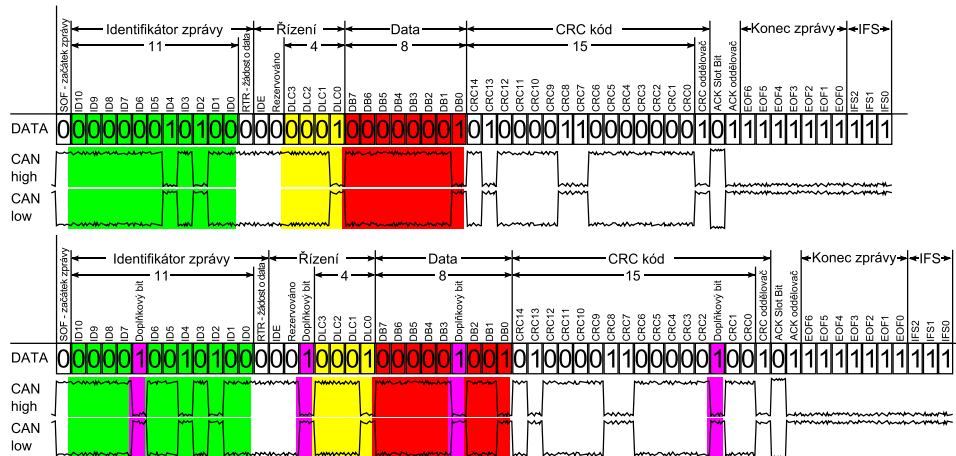 Identifikátor zprávy
Řízení
Data
CRC kód
Konec zprávy
IFS
11
4
8
15
SOF - začátek zprávy
ID10
ID9
ID8
ID7
ID6
ID5
ID4
ID3
ID2
ID1
ID0
RTR - žádost o data
IDE
Rezervováno
DLC3
DLC2
DLC1
DLC0
DB7
DB6
DB5
DB4
DB3
DB2
DB1
DB0
CRC14
CRC13
CRC12
CRC11
CRC10
CRC9
CRC8
CRC7
CRC6
CRC5
CRC4
CRC3
CRC2
CRC1
CRC0
CRC oddělovač
ACK Slot Bit
ACK oddělovač
EOF6
EOF5
EOF4
EOF3
EOF2
EOF1
EOF0
IFS2
IFS1
IFS0
DATA 0 0 0 0 0 0 0 1 0 1 0 0 0 0 0 0 0 0 1 0 0 0 0 0 0 0 1 0 1 0 0 0 0 1 1 0 0 0 0 0 0 0 1 0 1 1 1 1 1 1 1 1 1 1 1
CAN
high
CAN
low
Identifikátor zprávy
Řízení
Data
CRC kód
Konec zprávy
IFS
11
4
8
15
SOF - začátek zprávy
ID10
ID9
ID8
ID7
Doplňkový bit
ID6
ID5
ID4
ID3
ID2
ID1
ID0
RTR - žádost o data
IDE
Rezervováno
Doplňkový bit
DLC3
DLC2
DLC1
DLC0
DB7
DB6
DB5
DB4
DB3
Doplňkový bit
DB2
DB1
DB0
CRC14
CRC13
CRC12
CRC11
CRC10
CRC9
CRC8
CRC7
CRC6
CRC5
CRC4
CRC3
CRC2
Doplňkový bit
CRC1
CRC0
CRC oddělovač
ACK Slot Bit
ACK oddělovač
EOF6
EOF5
EOF4
EOF3
EOF2
EOF1
EOF0
IFS2
IFS1
IFS0
DATA 0 0 0 0 0 1 0 0 1 0 1 0 0 0 0 0 1 0 0 0 1 0 0 0 0 0 1 0 0 1 0 1 0 0 0 0 1 1 0 0 0 0 0 1 0 0 1 0 1 1 1 1 1 1 1 1 1 1 1
CAN
high
CAN
low